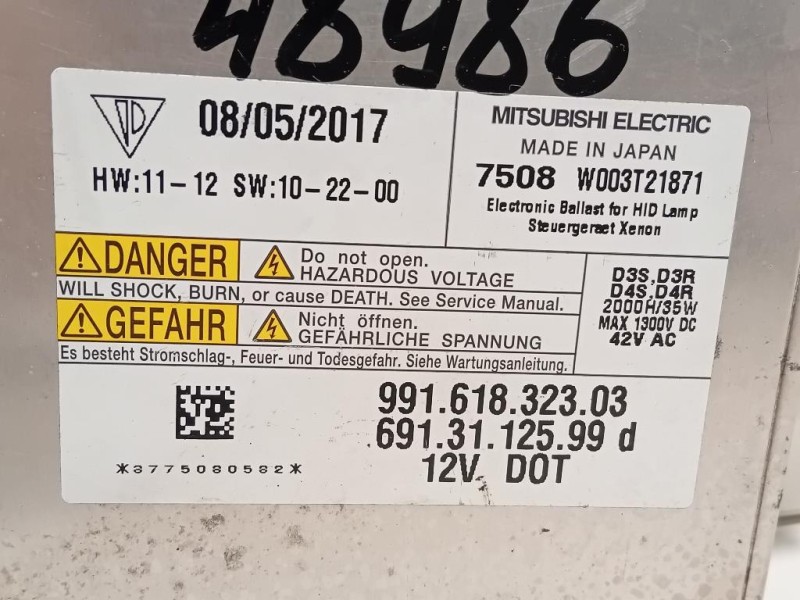 48986
08/05/2017
HW:11-12 SW:10-22-00
MITSUBISHI ELECTRIC
MADE IN JAPAN
7508 W003T21871
Electronic Ballast for HID Lamp
Steuergeraet Xenon
DANGER
Do not open.
HAZARDOUS VOLTAGE
WILL SHOCK, BURN, or cause DEATH. See Service Manual.
GEFAHR
Nicht öffnen.
GEFÄHRLICHE SPANNUNG
Es besteht Stromschlag-, Feuer- und Todesgefahr. Siehe Wartungsanleitung.
D3S,D3R
D4S,D4R
2000H/35W
MAX 1300V DC
42V AC
991.618.323.03
691.31.125.99 d
12V DOT
*3775080582*